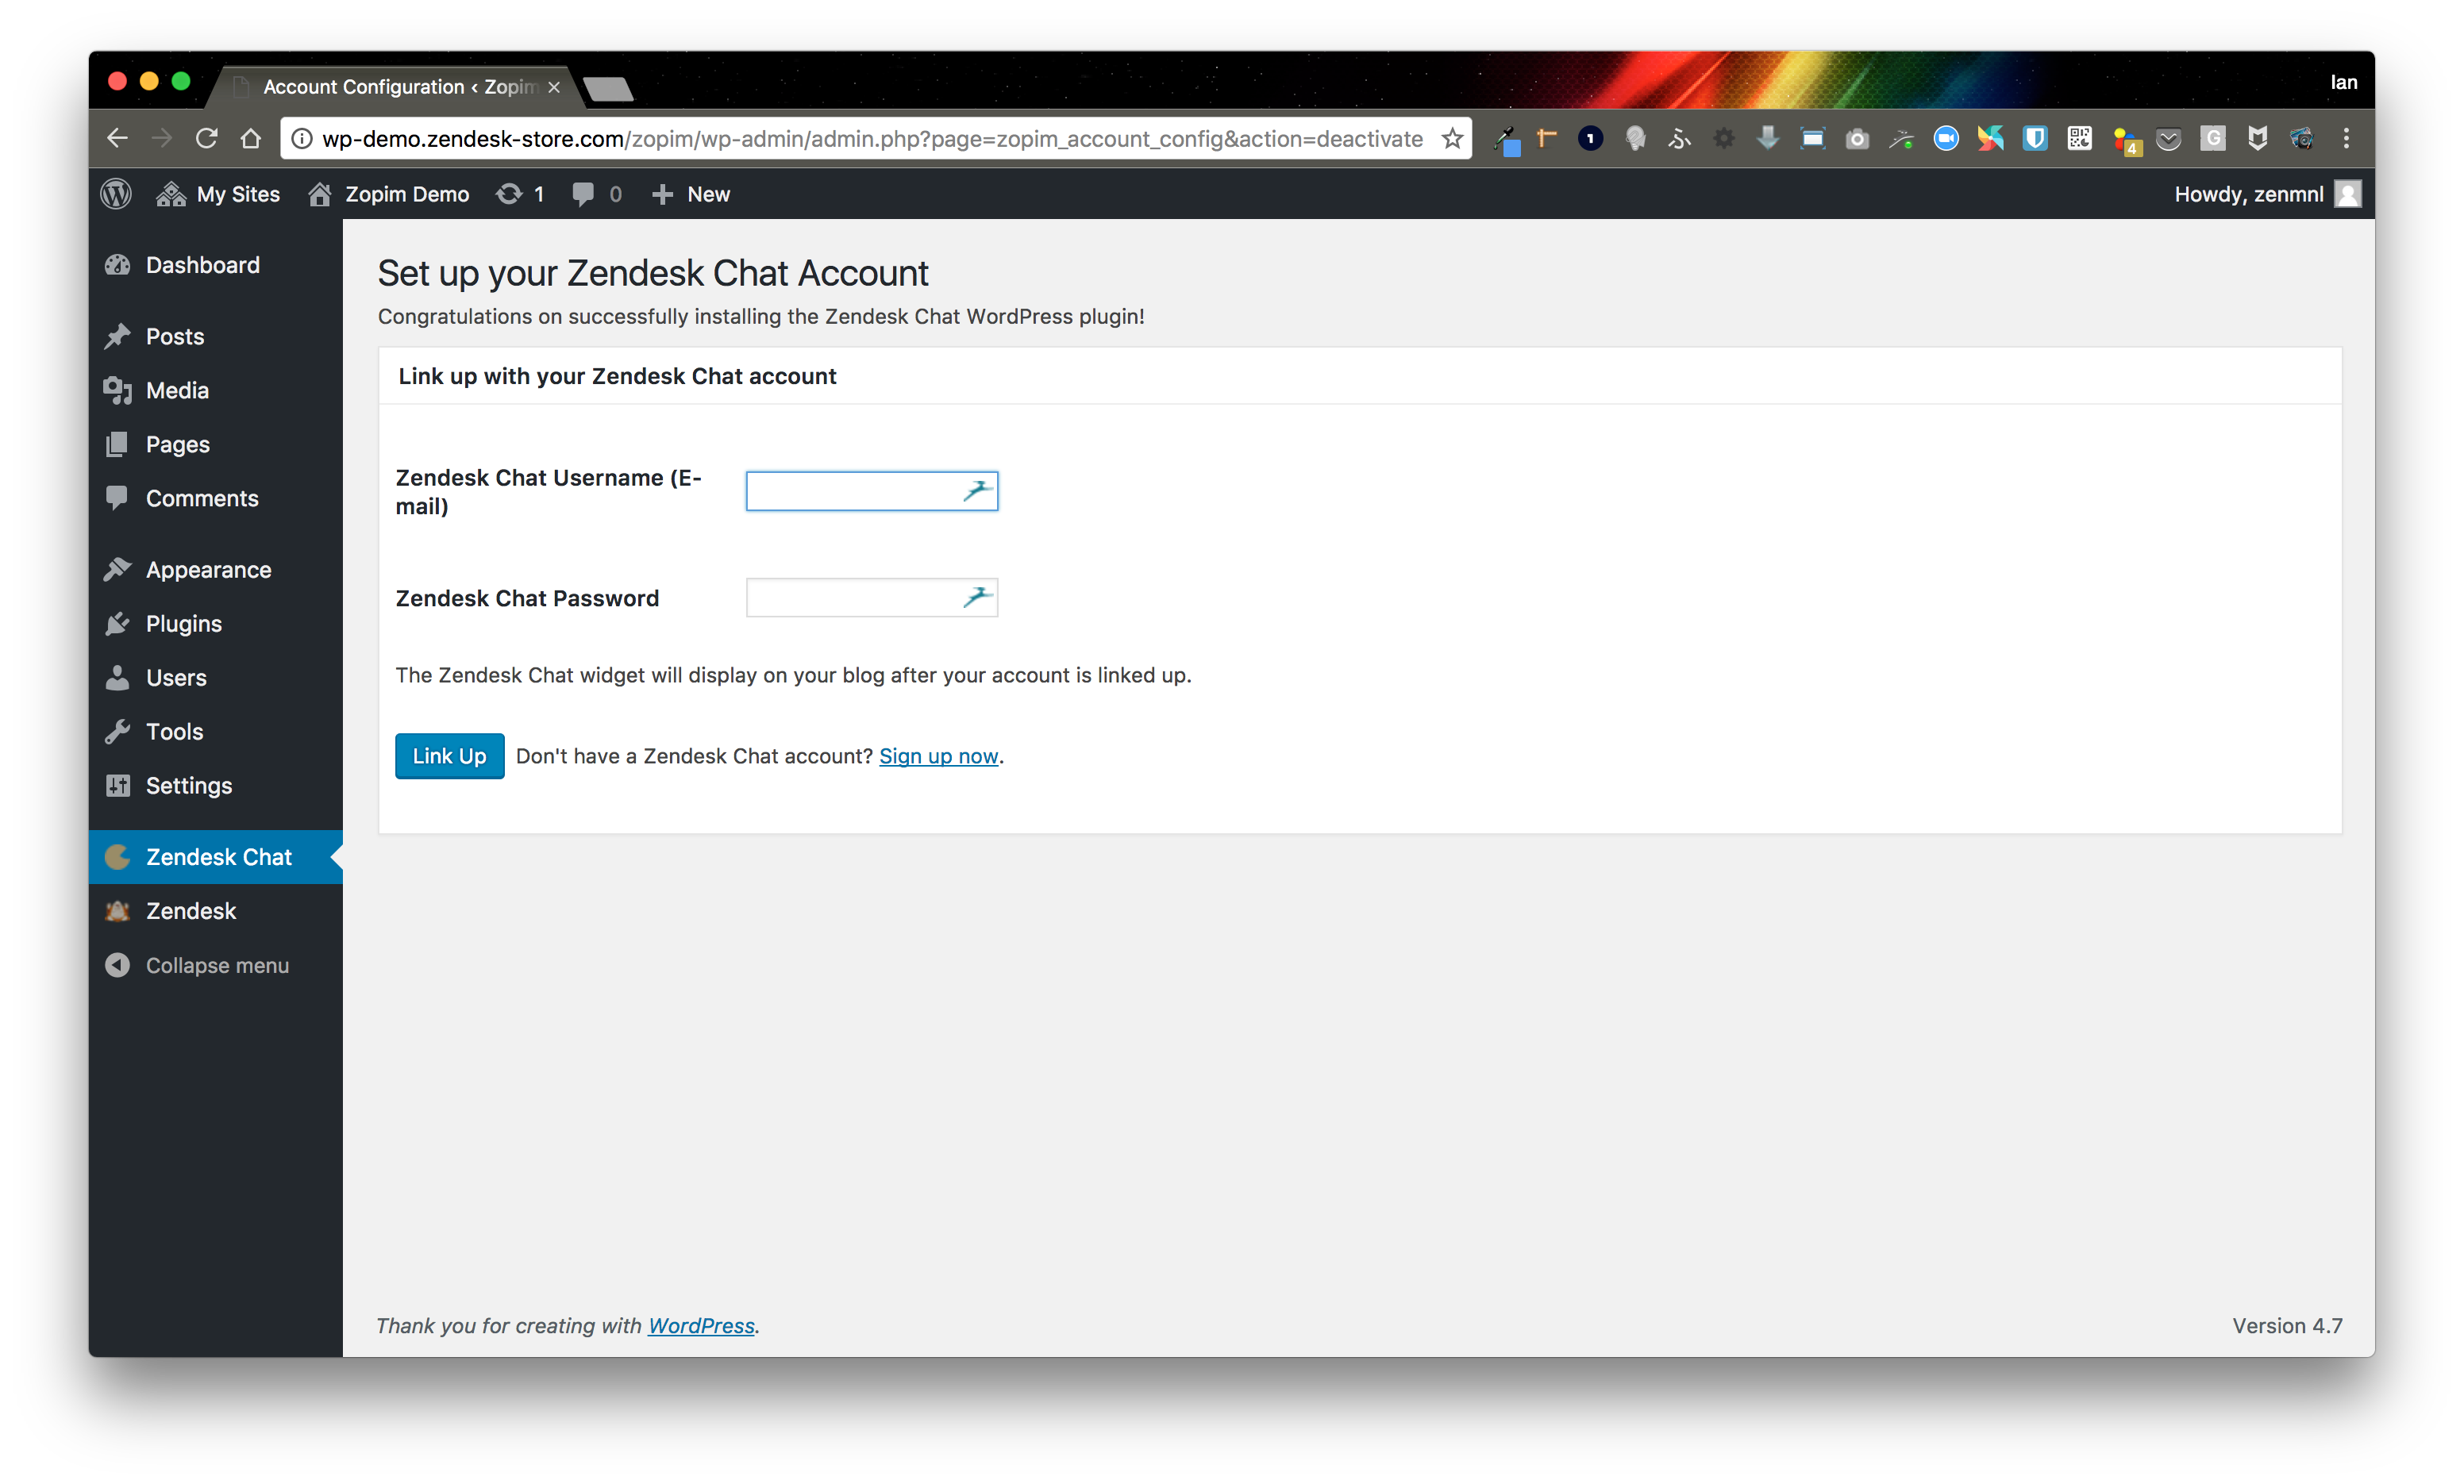 Account Configuration ‹ Zopim
Ian
wp-demo.zendesk-store.com/zopim/wp-admin/admin.php?page=zopim_account_config&action=deactivate
1
4
G
My Sites
Zopim Demo
1
0
New
Howdy, zenmnl
Dashboard
Posts
Media
Pages
Comments
Appearance
Plugins
Users
Tools
Settings
Zendesk Chat
Zendesk
Collapse menu
Set up your Zendesk Chat Account
Congratulations on successfully installing the Zendesk Chat WordPress plugin!
Link up with your Zendesk Chat account
Zendesk Chat Username (E-
mail)
Zendesk Chat Password
The Zendesk Chat widget will display on your blog after your account is linked up.
Link Up
Don't have a Zendesk Chat account? Sign up now.
Thank you for creating with WordPress.
Version 4.7